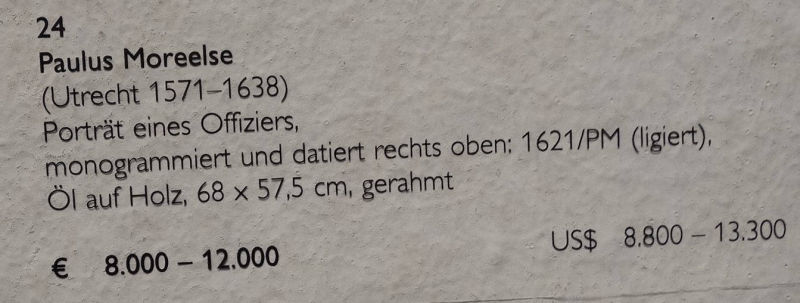 24
Paulus Moreelse
(Utrecht 1571–1638)
Porträt eines Offiziers,
monogrammiert und datiert rechts oben: 1621/PM (ligiert),
Öl auf Holz, 68 x 57,5 cm, gerahmt
€ 8.000 – 12.000 US$ 8.800 – 13.300